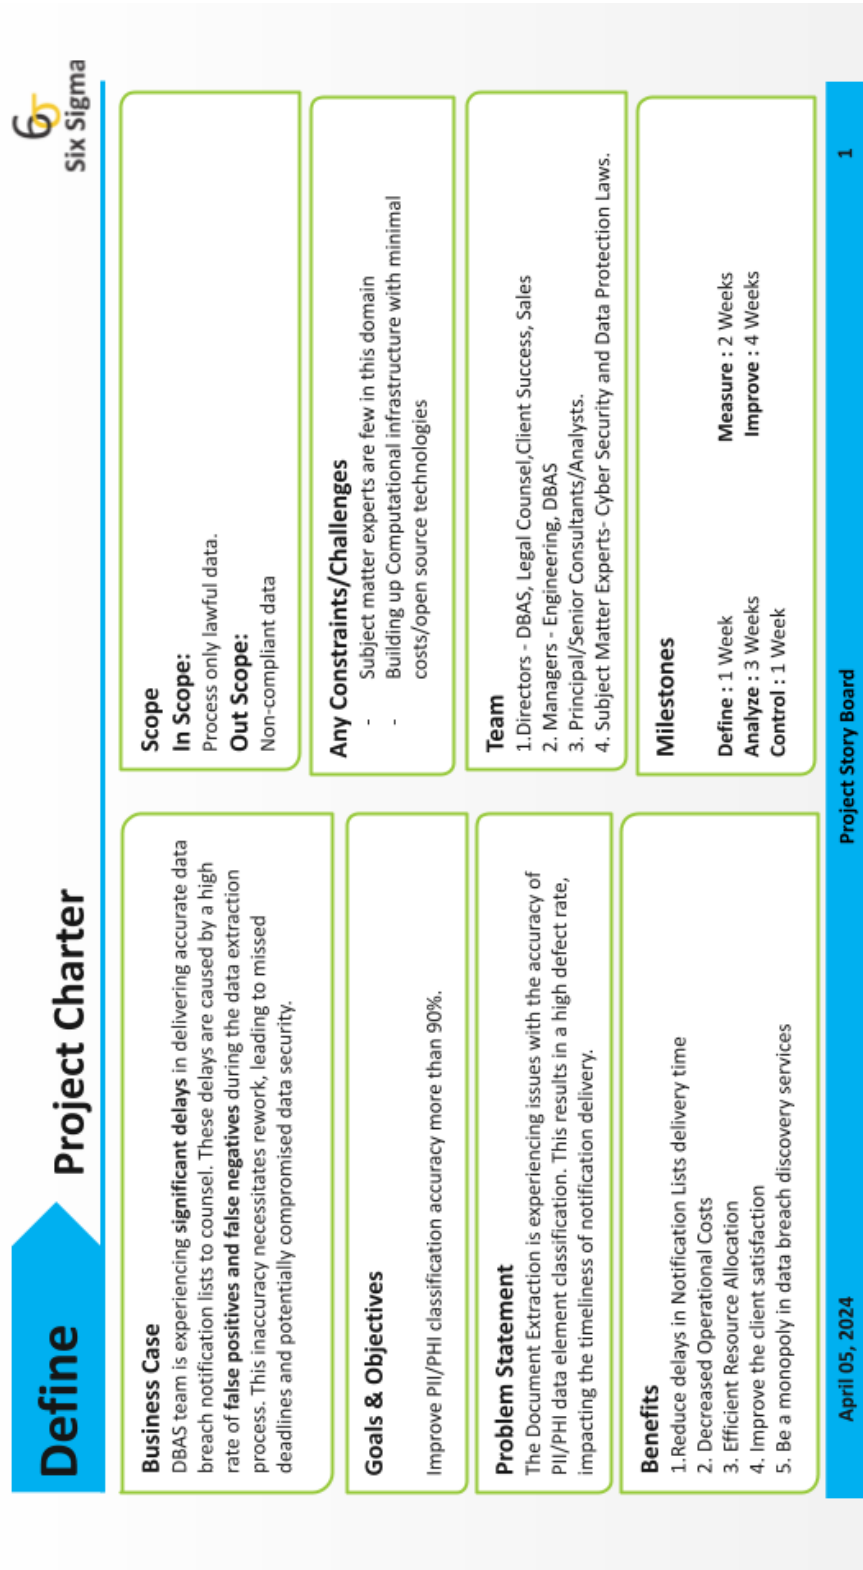 Define
Project Charter
6σ
Six Sigma
Business Case
DBAS team is experiencing significant delays in delivering accurate data
breach notification lists to counsel. These delays are caused by a high
rate of false positives and false negatives during the data extraction
process. This inaccuracy necessitates rework, leading to missed
deadlines and potentially compromised data security.
Goals & Objectives
Improve PII/PHI classification accuracy more than 90%.
Problem Statement
The Document Extraction is experiencing issues with the accuracy of
PII/PHI data element classification. This results in a high defect rate,
impacting the timeliness of notification delivery.
Benefits
1.Reduce delays in Notification Lists delivery time
2. Decreased Operational Costs
3. Efficient Resource Allocation
4. Improve the client satisfaction
5. Be a monopoly in data breach discovery services
Scope
In Scope:
Process only lawful data.
Out Scope:
Non-compliant data
Any Constraints/Challenges
- Subject matter experts are few in this domain
- Building up Computational infrastructure with minimal
costs/open source technologies
Team
1.Directors - DBAS, Legal Counsel,Client Success, Sales
2. Managers - Engineering, DBAS
3. Principal/Senior Consultants/Analysts.
4. Subject Matter Experts- Cyber Security and Data Protection Laws.
Milestones
Define : 1 Week Measure : 2 Weeks
Analyze : 3 Weeks Improve : 4 Weeks
Control : 1 Week
April 05, 2024 Project Story Board 1